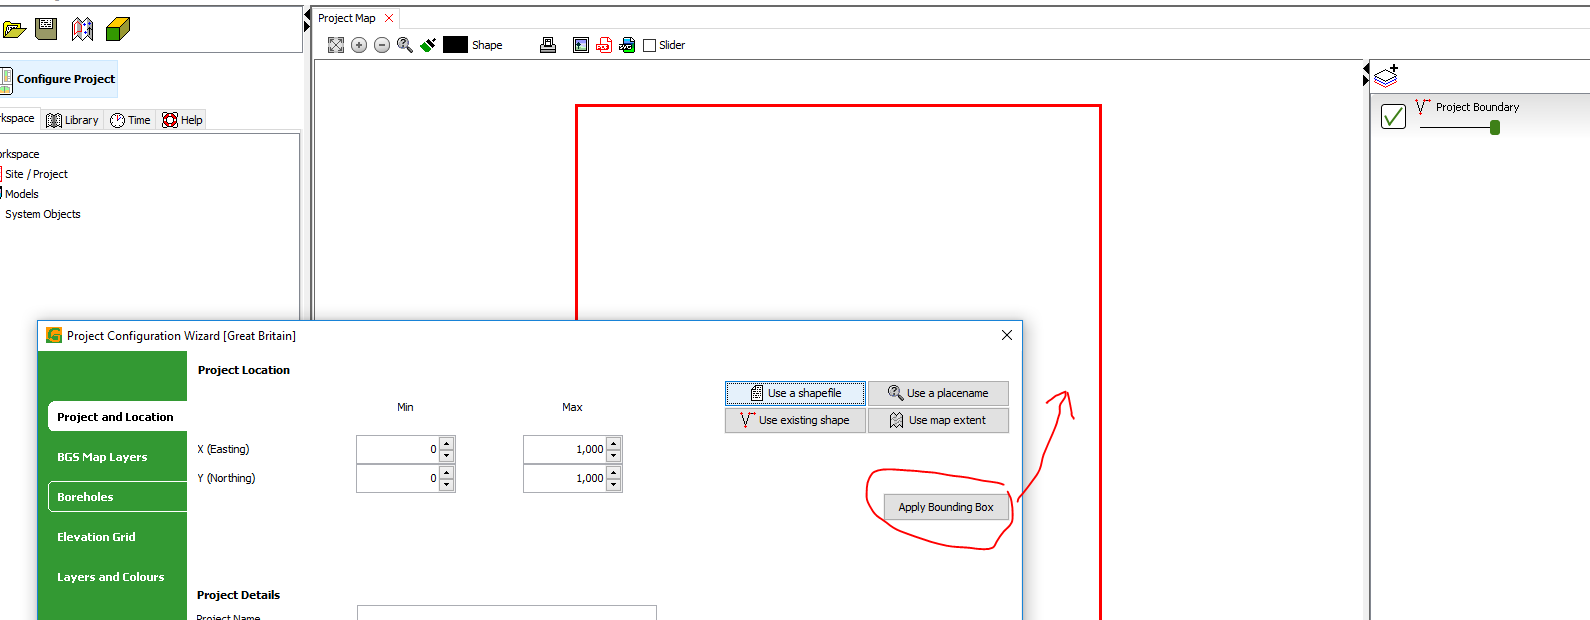 Project Map
Shape
Slider
Configure Project
kspace
Library
Time
Help
rkspace
Site / Project
Models
System Objects
Project Boundary
Project Configuration Wizard [Great Britain]
Project Location
Use a shapefile
Use a placename
Min
Max
Project and Location
Use existing shape
Use map extent
X (Easting)
0
1,000
BGS Map Layers
Y (Northing)
0
1,000
Boreholes
Apply Bounding Box
Elevation Grid
Layers and Colours
Project Details
Project Name